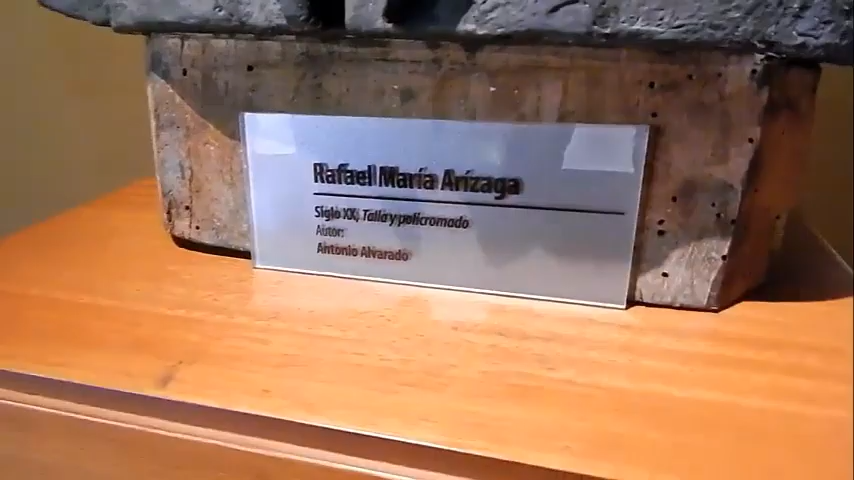 Rafael María Arízaga
Siglo XX, Talla y policromado
Autor:
Antonio Alvarado